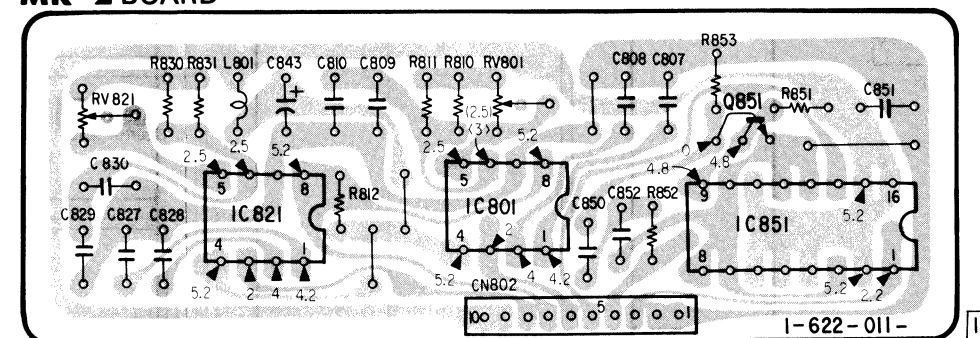 MR-2 BOARD
R853
R830 R831 L801 C843 C810 C809 R811 R810 RV801 C808 C807
Q851 R851 C851
RV821
+
(2.5)
<3>
2.5 2.5 5.2 2.5 5.2 0 4.8 4.8
C830
5 8 5 8 9 16
R812
IC821 IC801 IC851
C829 C827 C828 C850 C852 R852
5.2
4 1 4 2 1 8 1
5.2 2 4 4.2 5.2 4 4.2 5.2 2.2
CN802
10 5 1
1-622-011-
1